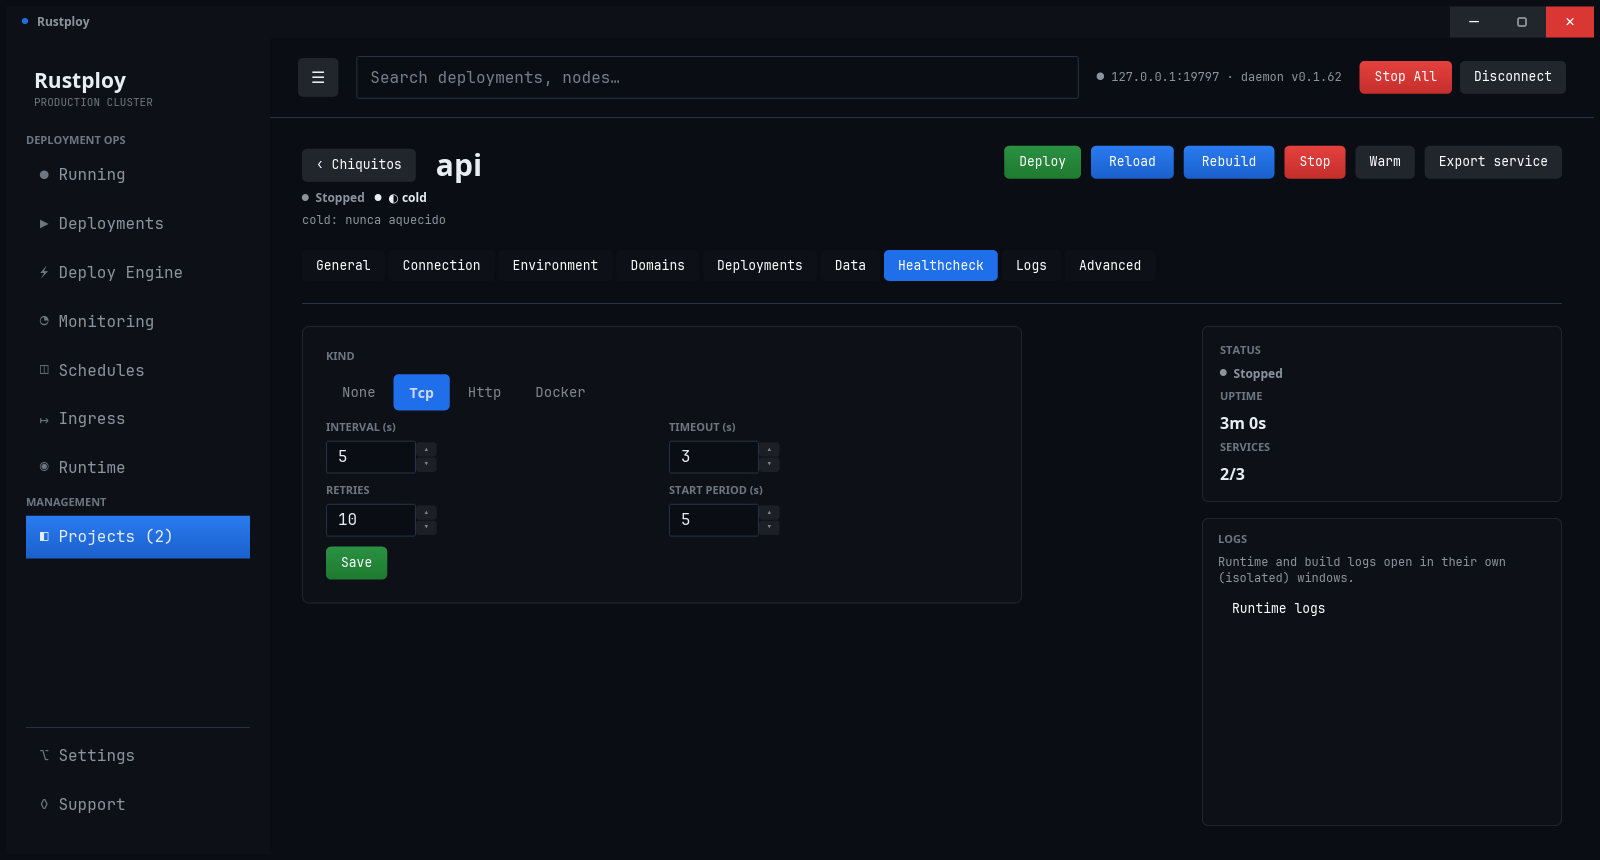 Rustploy
Rustploy
PRODUCTION CLUSTER
DEPLOYMENT OPS
Running
Deployments
Deploy Engine
Monitoring
Schedules
Ingress
Runtime
MANAGEMENT
Projects (2)
Settings
Support
Search deployments, nodes…
127.0.0.1:19797 · daemon v0.1.62
Stop All
Disconnect
‹ Chiquitos
api
Deploy
Reload
Rebuild
Stop
Warm
Export service
Stopped
cold
cold: nunca aquecido
General
Connection
Environment
Domains
Deployments
Data
Healthcheck
Logs
Advanced
KIND
None
Tcp
Http
Docker
INTERVAL (s)
5
TIMEOUT (s)
3
RETRIES
10
START PERIOD (s)
5
Save
STATUS
Stopped
UPTIME
3m 0s
SERVICES
2/3
LOGS
Runtime and build logs open in their own
(isolated) windows.
Runtime logs